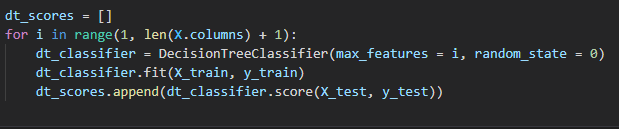 dt_scores = []
for i in range(1, len(X.columns) + 1):
    dt_classifier = DecisionTreeClassifier(max_features = i, random_state = 0)
    dt_classifier.fit(X_train, y_train)
    dt_scores.append(dt_classifier.score(X_test, y_test))